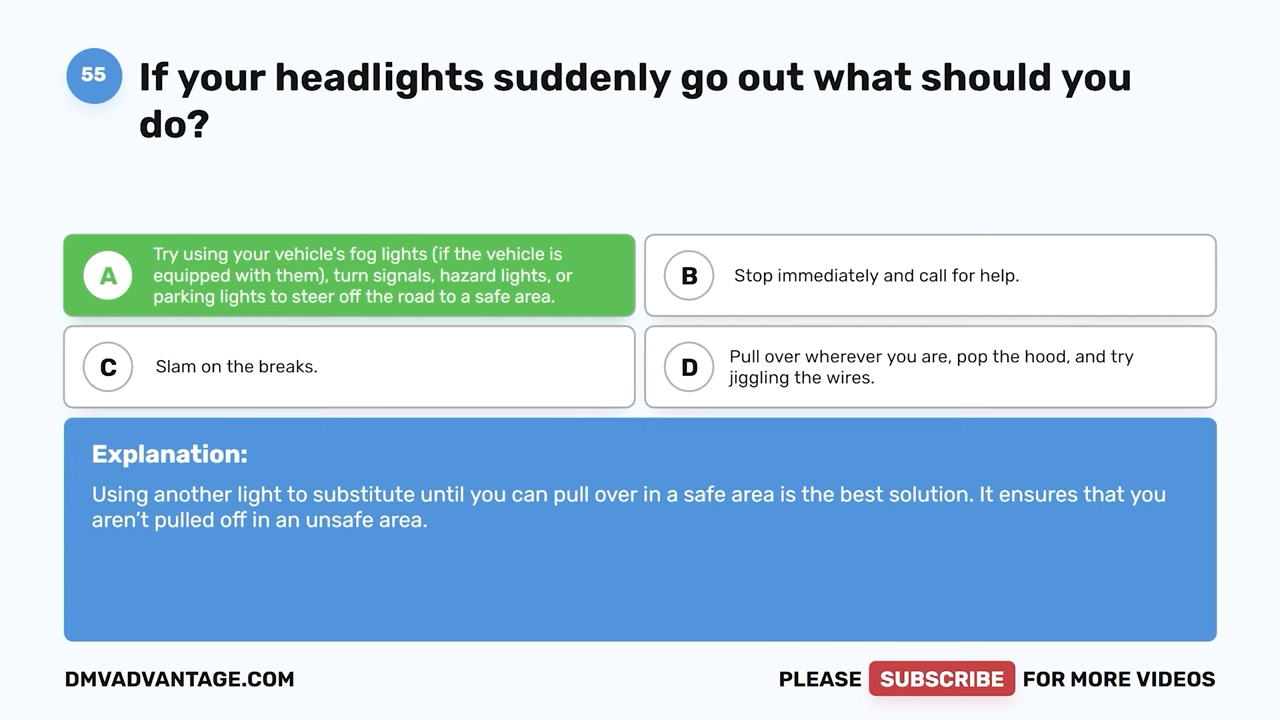 55
If your headlights suddenly go out what should you
do?
A
Try using your vehicle's fog lights (if the vehicle is
equipped with them), turn signals, hazard lights, or
parking lights to steer off the road to a safe area.
B
Stop immediately and call for help.
C
Slam on the breaks.
D
Pull over wherever you are, pop the hood, and try
jiggling the wires.
Explanation:
Using another light to substitute until you can pull over in a safe area is the best solution. It ensures that you
aren't pulled off in an unsafe area.
DMVADVANTAGE.COM
PLEASE SUBSCRIBE FOR MORE VIDEOS